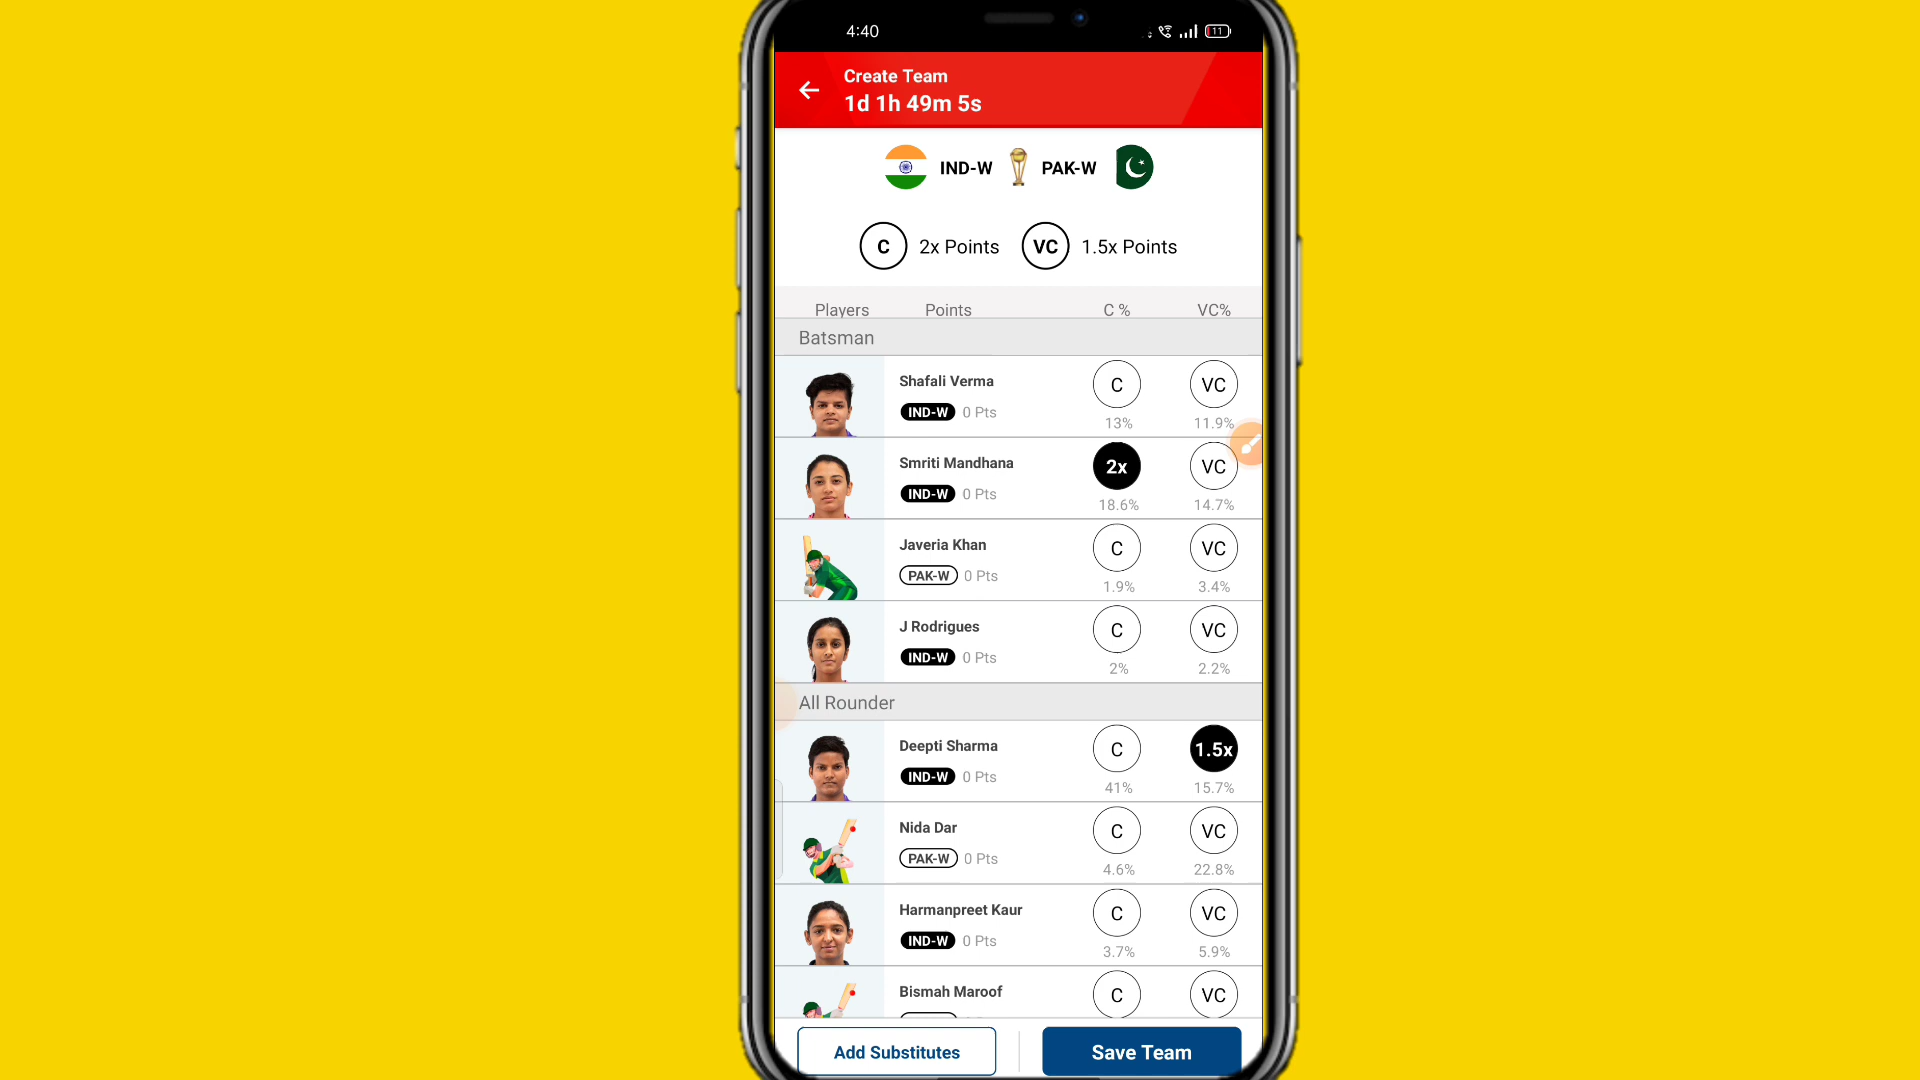 4:40
11
Create Team
1d 1h 49m 5s
IND-W PAK-W
C 2x Points VC 1.5x Points
Players Points C % VC%
Batsman
Shafali Verma
IND-W 0 Pts
C VC
13% 11.9%
Smriti Mandhana
IND-W 0 Pts
2x VC
18.6% 14.7%
Javeria Khan
PAK-W 0 Pts
C VC
1.9% 3.4%
J Rodrigues
IND-W 0 Pts
C VC
2% 2.2%
All Rounder
Deepti Sharma
IND-W 0 Pts
C 1.5x
41% 15.7%
Nida Dar
PAK-W 0 Pts
C VC
4.6% 22.8%
Harmanpreet Kaur
IND-W 0 Pts
C VC
3.7% 5.9%
Bismah Maroof
C VC
Add Substitutes Save Team